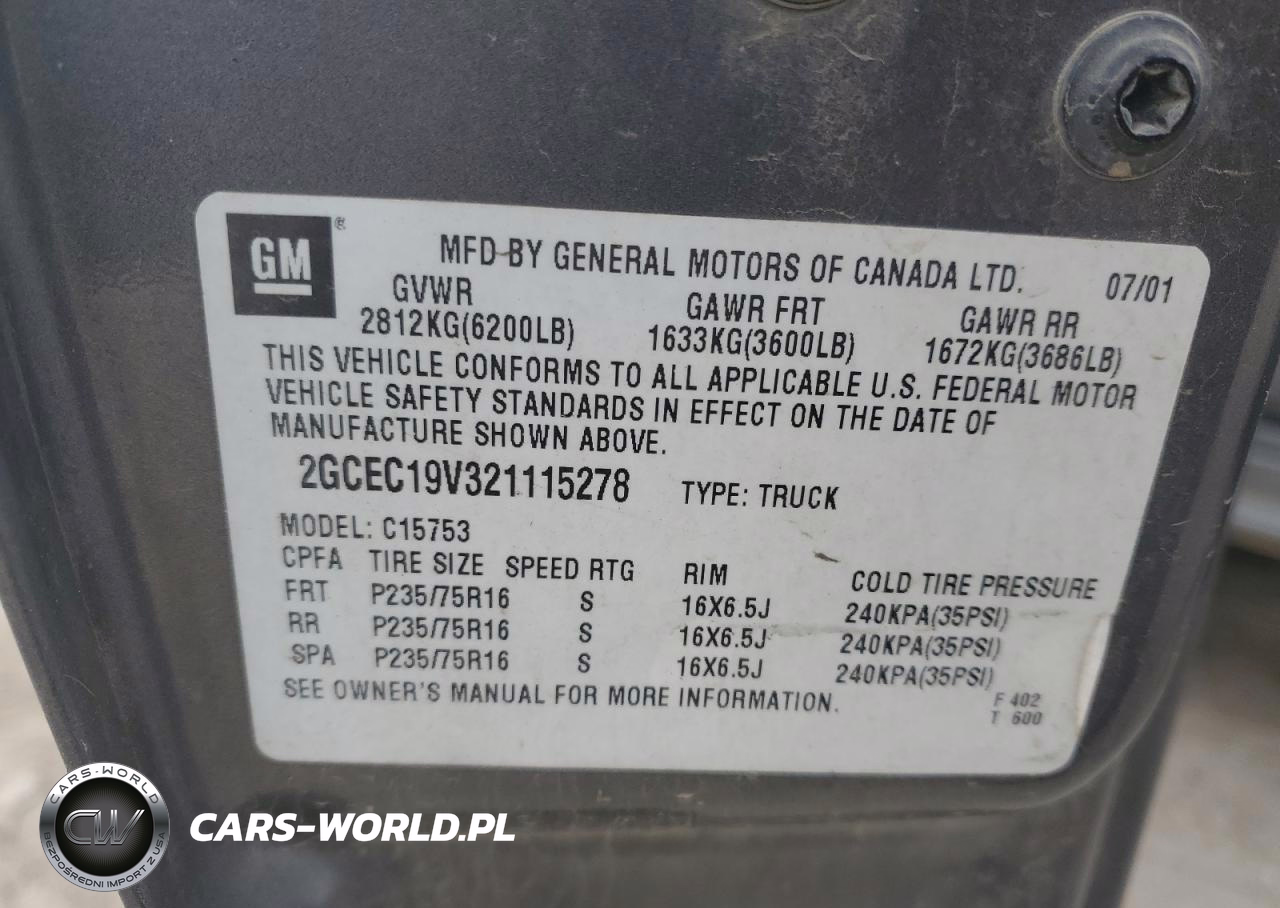 GM ®
MFD BY GENERAL MOTORS OF CANADA LTD. 07/01
GVWR GAWR FRT GAWR RR
2812KG(6200LB) 1633KG(3600LB) 1672KG(3686LB)
THIS VEHICLE CONFORMS TO ALL APPLICABLE U.S. FEDERAL MOTOR
VEHICLE SAFETY STANDARDS IN EFFECT ON THE DATE OF
MANUFACTURE SHOWN ABOVE.
2GCEC19V321115278 TYPE: TRUCK
MODEL: C15753
CPFA TIRE SIZE SPEED RTG RIM COLD TIRE PRESSURE
FRT P235/75R16 S 16X6.5J 240KPA(35PSI)
RR P235/75R16 S 16X6.5J 240KPA(35PSI)
SPA P235/75R16 S 16X6.5J 240KPA(35PSI)
SEE OWNER'S MANUAL FOR MORE INFORMATION.
F 402
T 600
CARS-WORLD
CW
BEZPOŚREDNI IMPORT Z USA
CARS-WORLD.PL